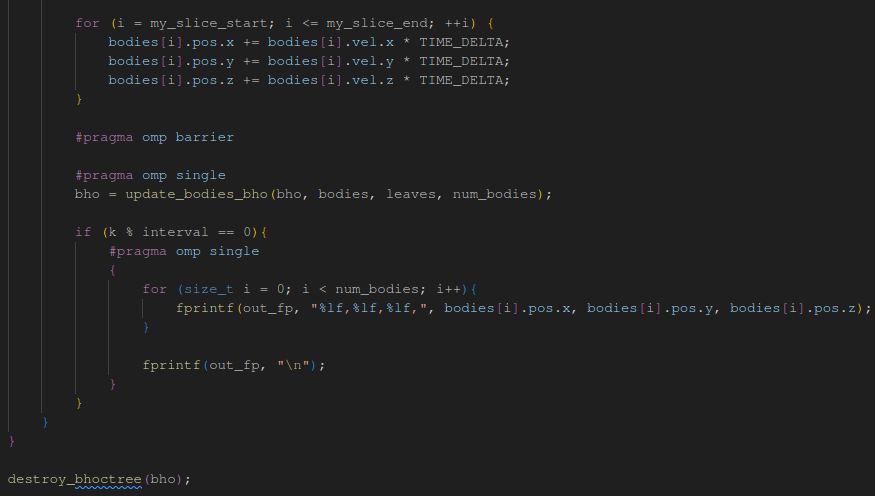 for (i = my_slice_start; i <= my_slice_end; ++i) {
bodies[i].pos.x += bodies[i].vel.x * TIME_DELTA;
bodies[i].pos.y += bodies[i].vel.y * TIME_DELTA;
bodies[i].pos.z += bodies[i].vel.z * TIME_DELTA;
}
#pragma omp barrier
#pragma omp single
bho = update_bodies_bho(bho, bodies, leaves, num_bodies);
if (k % interval == 0){
#pragma omp single
{
for (size_t i = 0; i < num_bodies; i++){
fprintf(out_fp, "%lf,%lf,%lf,", bodies[i].pos.x, bodies[i].pos.y, bodies[i].pos.z);
}
fprintf(out_fp, "\n");
}
}
}
}
destroy_bhoctree(bho);